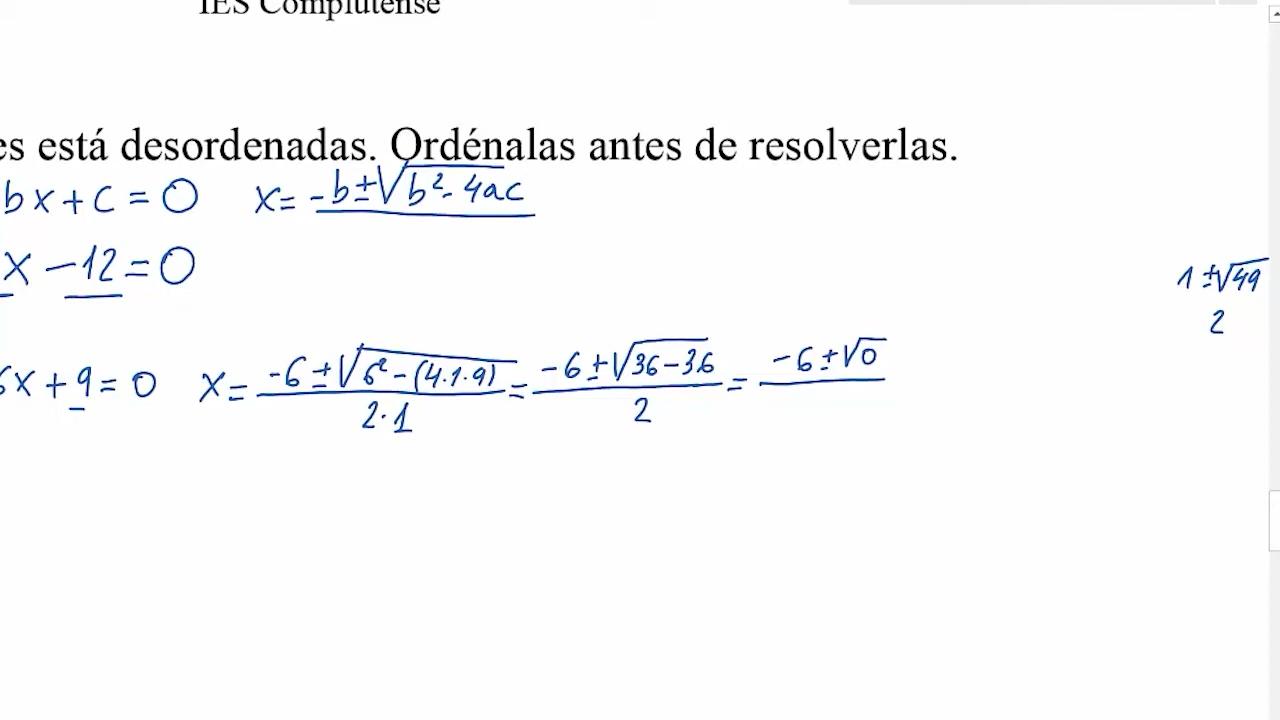 IES Complutense
es está desordenadas. Ordénalas antes de resolverlas.
bx+c=0 x= -b±√b²-4ac
x-12=0
1±√49
2
6x+9=0 x= -6±√6²-(4·1·9) = -6±√36-36 = -6±√0
2·1 2